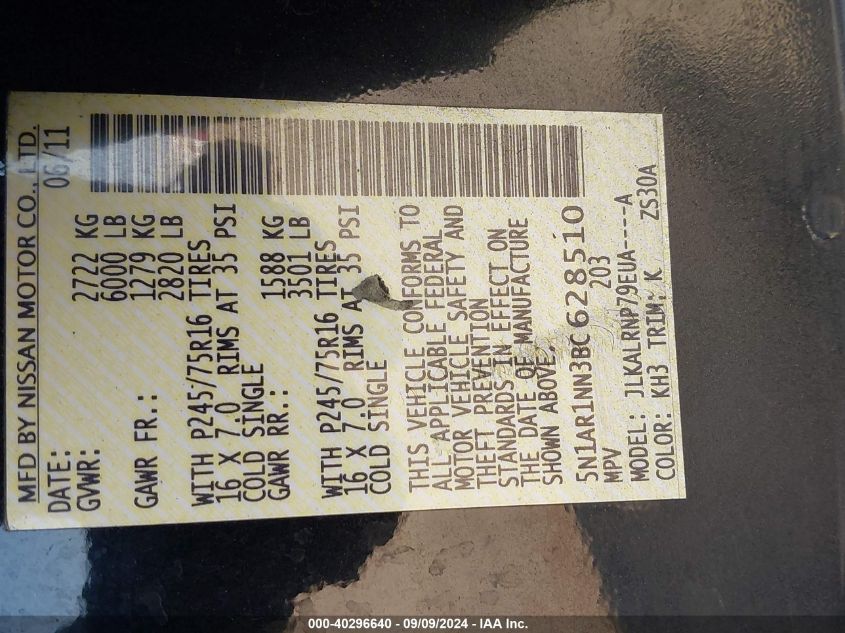 MFD BY NISSAN MOTOR CO., LTD.
DATE: 06/11
GVWR: 2722 KG
6000 LB
GAWR FR.: 1279 KG
2820 LB
WITH P245/75R16 TIRES
16 X 7.0 RIMS AT 35 PSI
COLD SINGLE
GAWR RR.: 1588 KG
3501 LB
WITH P245/75R16 TIRES
16 X 7.0 RIMS AT 35 PSI
COLD SINGLE
THIS VEHICLE CONFORMS TO
ALL APPLICABLE FEDERAL
MOTOR VEHICLE SAFETY AND
THEFT PREVENTION
STANDARDS IN EFFECT ON
THE DATE OF MANUFACTURE
SHOWN ABOVE.
5N1AR1NN3BC628510
MPV 203
MODEL: JLKALRNP79EUA----A
COLOR: KH3 TRIM: K ZS30A
000-40296640 - 09/09/2024 - IAA Inc.